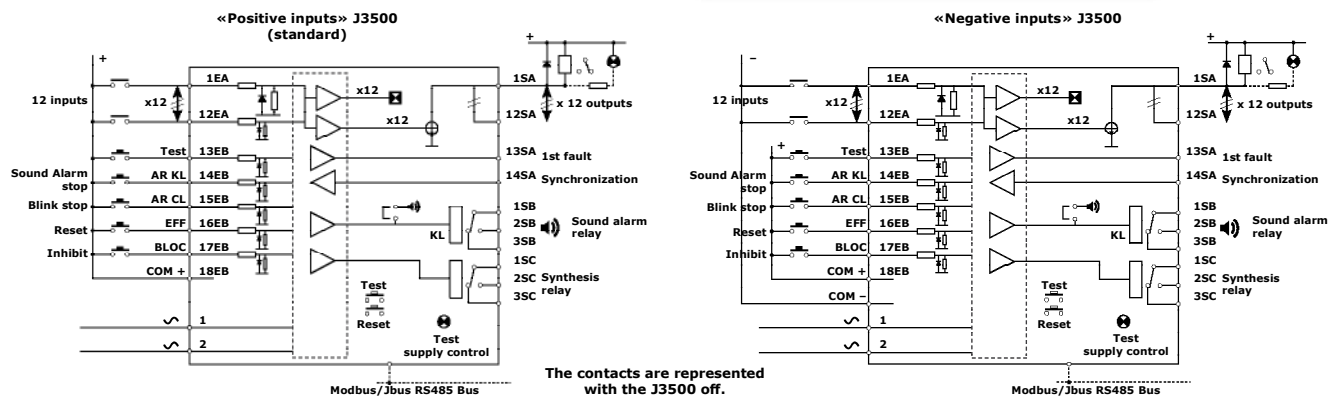 «Positive inputs» J3500
(standard)
+
+
1EA
1SA
12 inputs
x12
x12
x 12 outputs
12EA
x12
12SA
Test
13EB
13SA
1st fault
Sound Alarm
stop
AR KL
14EB
14SA
Synchronization
Blink stop
AR CL
15EB
1SB
Reset
EFF
16EB
KL
2SB
Sound alarm
relay
3SB
Inhibit
BLOC
17EB
1SC
COM +
18EB
2SC
Synthesis
relay
3SC
Test
Reset
1
2
Test
supply control
Modbus/Jbus RS485 Bus
The contacts are represented
with the J3500 off.
«Negative inputs» J3500
–
+
1EA
1SA
12 inputs
x12
x12
x 12 outputs
12EA
x12
12SA
+
Test
13EB
13SA
1st fault
Sound Alarm
stop
AR KL
14EB
14SA
Synchronization
Blink stop
AR CL
15EB
1SB
Reset
EFF
16EB
KL
2SB
Sound alarm
relay
3SB
Inhibit
BLOC
17EB
1SC
COM +
18EB
2SC
Synthesis
relay
COM –
3SC
Test
Reset
1
2
Test
supply control
Modbus/Jbus RS485 Bus